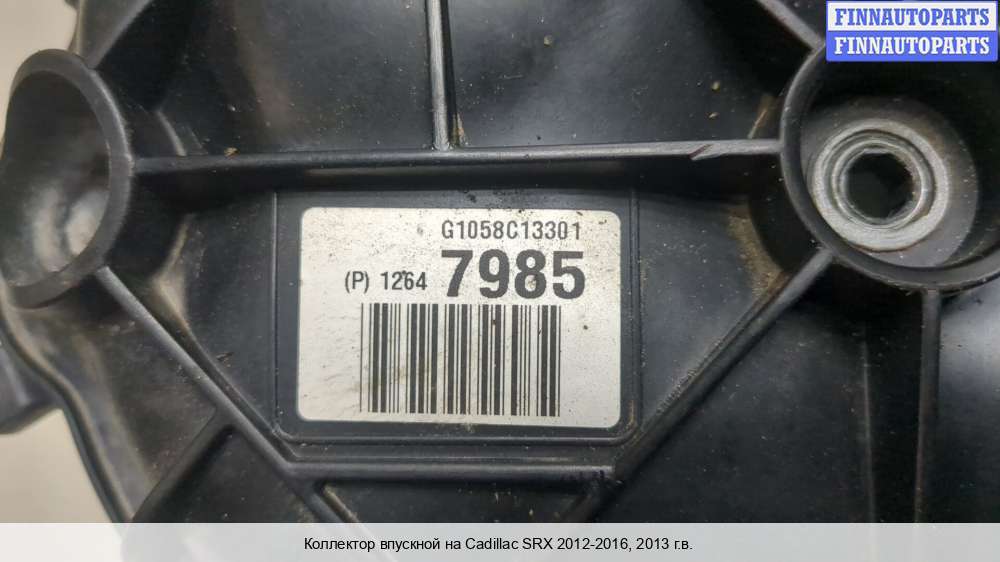 FINNAUTOPARTS
FINNAUTOPARTS
G1058C13301
(P) 1264 7985
Коллектор впускной на Cadillac SRX 2012-2016, 2013 г.в.